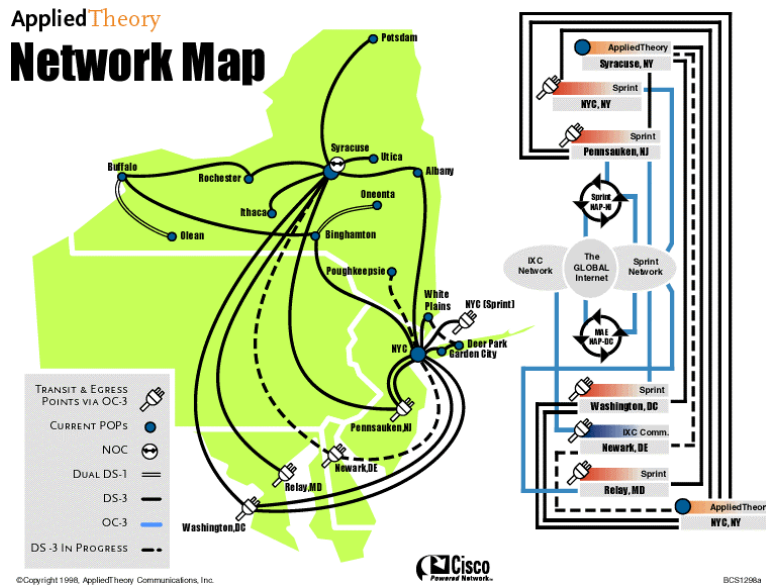 AppliedTheory
Network Map
Potsdam
Syracuse
Utica
Buffalo
Rochester
Albany
Oneonta
Ithaca
Olean
Binghamton
Poughkeepsie
White
Plains
NYC (Sprint)
NYC
Deer Park
Garden City
Pennsauken,NJ
Newark,DE
Relay,MD
Washington,DC
Transit & Egress
Points via OC-3
Current POPs
NOC
Dual DS-1
DS-3
OC-3
DS -3 In Progress
AppliedTheory
Syracuse, NY
Sprint
NYC, NY
Sprint
Pennsauken, NJ
Sprint
NAP-NJ
IXC
Network
The
GLOBAL
Internet
Sprint
Network
MAE
NAP-DC
Sprint
Washington, DC
IXC Comm.
Newark, DE
Sprint
Relay, MD
AppliedTheor
NYC, NY
Cisco
Powered Network™
©Copyright 1998, AppliedTheory Communications, Inc.
BCS1298a